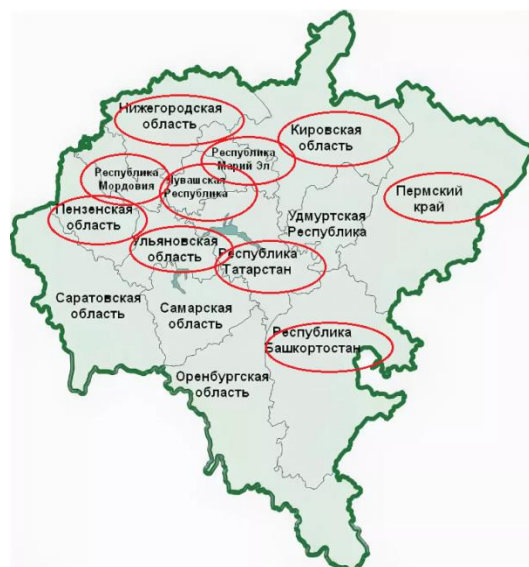 Нижегородская
область
Кировская
область
Республика
Марий Эл
Республика
Мордовия
Чувашская
Республика
Пермский
край
Пензенская
область
Удмуртская
Республика
Ульяновская
область
Республика
Татарстан
Саратовская
область
Самарская
область
Республика
Башкортостан
Оренбургская
область